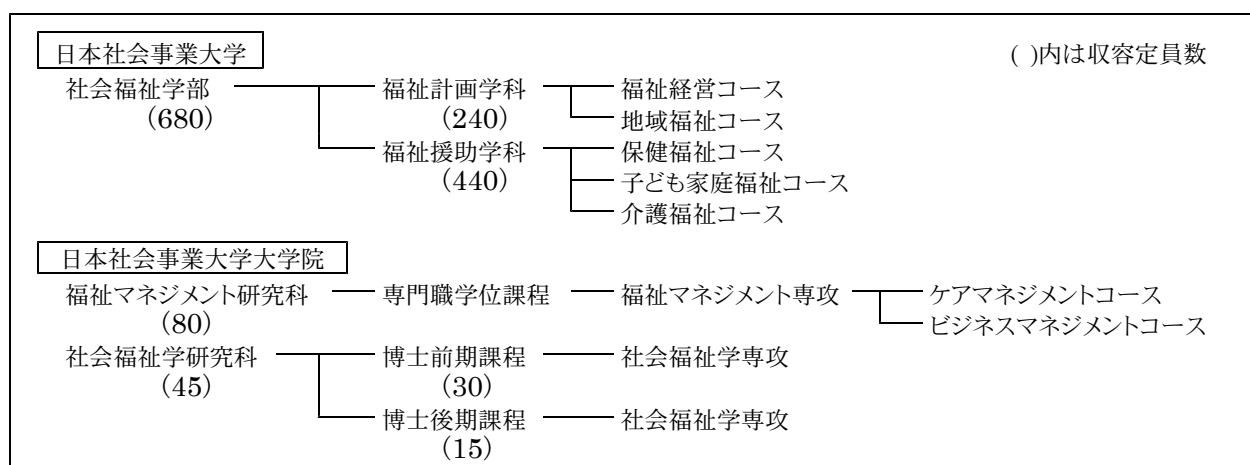 日本社会事業大学 ( )内は収容定員数
社会福祉学部 福祉計画学科 福祉経営コース
(680) (240) 地域福祉コース
福祉援助学科 保健福祉コース
(440) 子ども家庭福祉コース
介護福祉コース
日本社会事業大学大学院
福祉マネジメント研究科 専門職学位課程 福祉マネジメント専攻 ケアマネジメントコース
(80) ビジネスマネジメントコース
社会福祉学研究科 博士前期課程 社会福祉学専攻
(45) (30)
博士後期課程 社会福祉学専攻
(15)